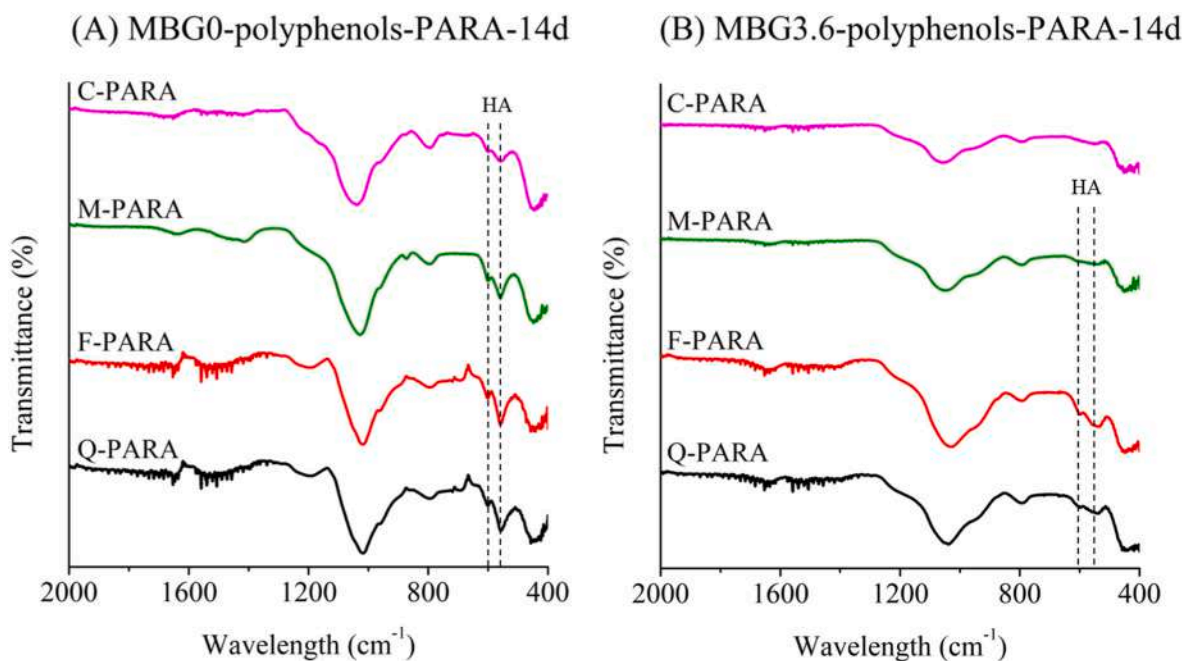 (A) MBG0-polyphenols-PARA-14d
C-PARA
HA
M-PARA
F-PARA
Q-PARA
Transmittance (%)
2000 1600 1200 800 400
Wavelength (cm⁻¹)
(B) MBG3.6-polyphenols-PARA-14d
C-PARA
HA
M-PARA
F-PARA
Q-PARA
Transmittance (%)
2000 1600 1200 800 400
Wavelength (cm⁻¹)